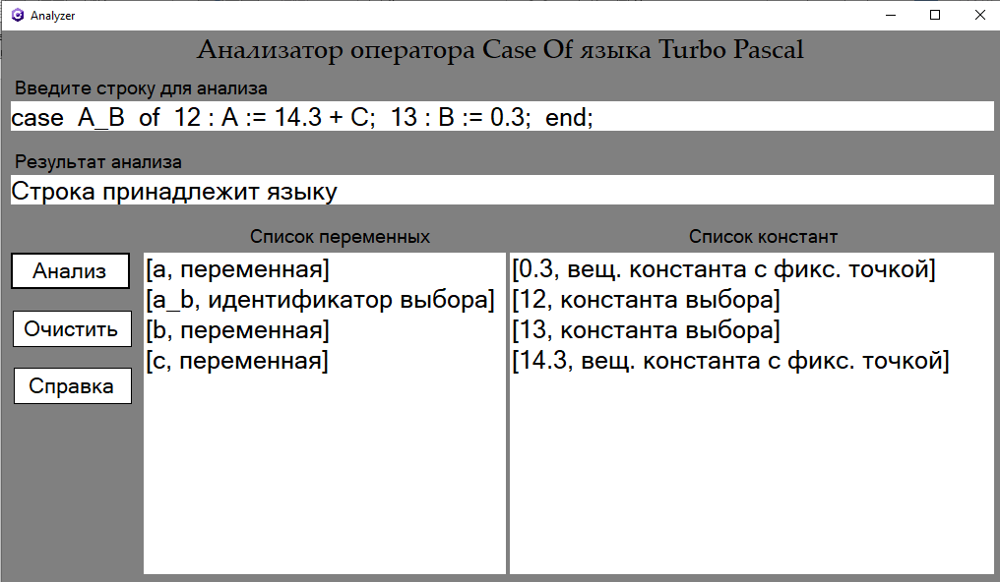 Analyzer
Анализатор оператора Case Of языка Turbo Pascal
Введите строку для анализа
case  A_B  of  12 : A := 14.3 + C;  13 : B := 0.3;  end;
Результат анализа
Строка принадлежит языку
Список переменных
Список констант
Анализ
Очистить
Справка
[a, переменная]
[a_b, идентификатор выбора]
[b, переменная]
[c, переменная]
[0.3, вещ. константа с фикс. точкой]
[12, константа выбора]
[13, константа выбора]
[14.3, вещ. константа с фикс. точкой]